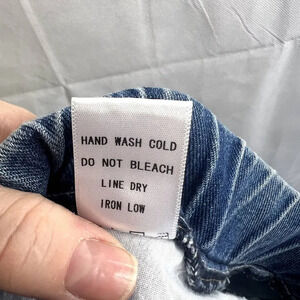 HAND WASH COLD
DO NOT BLEACH
LINE DRY
IRON LOW